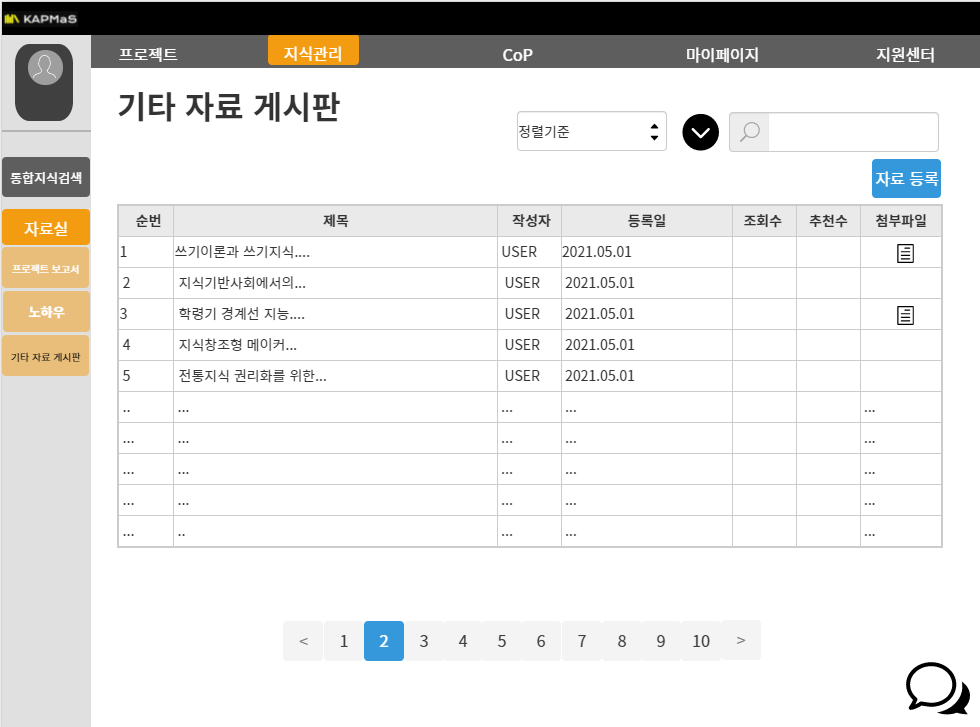 KAPMaS
프로젝트 지식관리 CoP 마이페이지 지원센터
기타 자료 게시판
정렬기준
통합지식검색
자료 등록
자료실
프로젝트 보고서
노하우
기타 자료 게시판
순번 제목 작성자 등록일 조회수 추천수 첨부파일
1 쓰기이론과 쓰기지식.... USER 2021.05.01
2 지식기반사회에서의... USER 2021.05.01
3 학령기 경계선 지능.... USER 2021.05.01
4 지식창조형 메이커... USER 2021.05.01
5 전통지식 권리화를 위한... USER 2021.05.01
.. ... ... ... ...
... ... ... ... ...
... ... ... ... ...
... ... ... ... ...
... .. ... ... ...
< 1 2 3 4 5 6 7 8 9 10 >